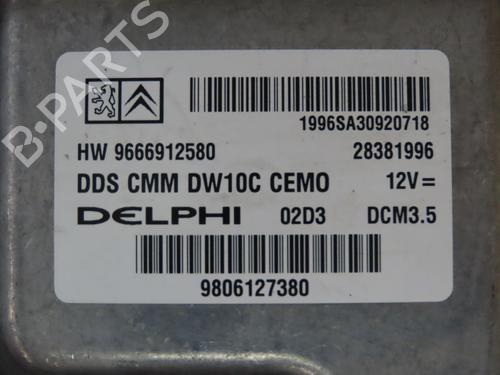 1996SA30920718
HW 9666912580 28381996
DDS CMM DW10C CEMO 12V =
DELPHI 02D3 DCM3.5
9806127380
B-PARTS